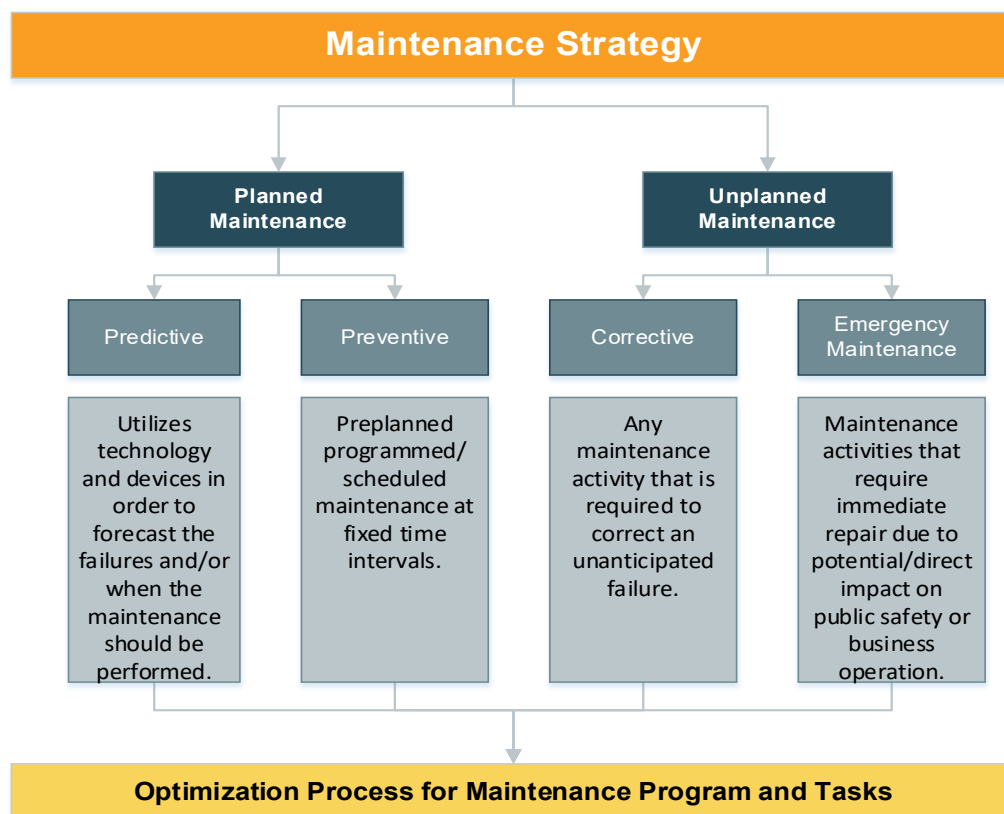 Maintenance Strategy
Planned
Maintenance
Unplanned
Maintenance
Predictive
Preventive
Corrective
Emergency
Maintenance
Utilizes
technology
and devices in
order to
forecast the
failures and/or
when the
maintenance
should be
performed.
Preplanned
programmed/
scheduled
maintenance at
fixed time
intervals.
Any
maintenance
activity that is
required to
correct an
unanticipated
failure.
Maintenance
activities that
require
immediate
repair due to
potential/direct
impact on
public safety or
business
operation.
Optimization Process for Maintenance Program and Tasks